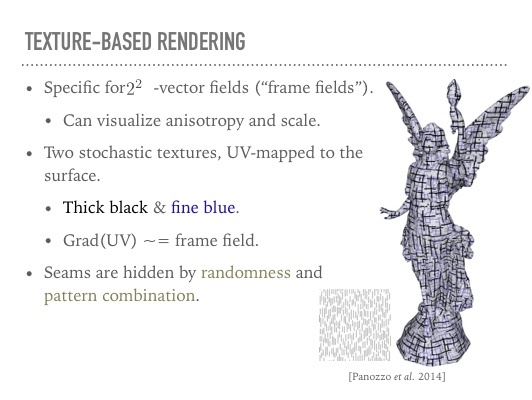 TEXTURE-BASED RENDERING
• Specific for 2² -vector fields (“frame fields”).
• Can visualize anisotropy and scale.
• Two stochastic textures, UV-mapped to the
surface.
• Thick black & fine blue.
• Grad(UV) ~= frame field.
• Seams are hidden by randomness and
pattern combination.
[Panozzo et al. 2014]